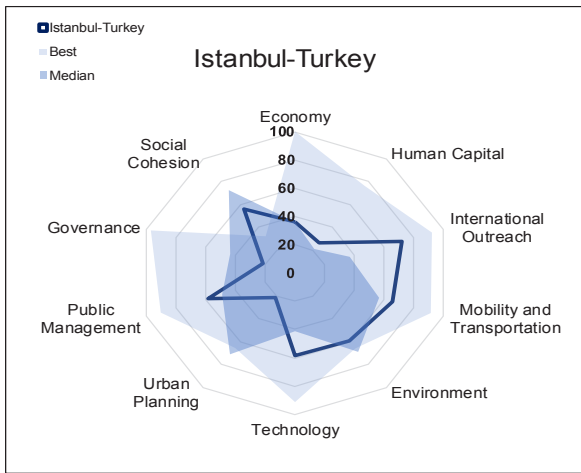 Istanbul-Turkey
Best
Median
Istanbul-Turkey
Economy
100
80
60
40
20
0
Human Capital
International
Outreach
Mobility and
Transportation
Environment
Technology
Urban
Planning
Public
Management
Governance
Social
Cohesion